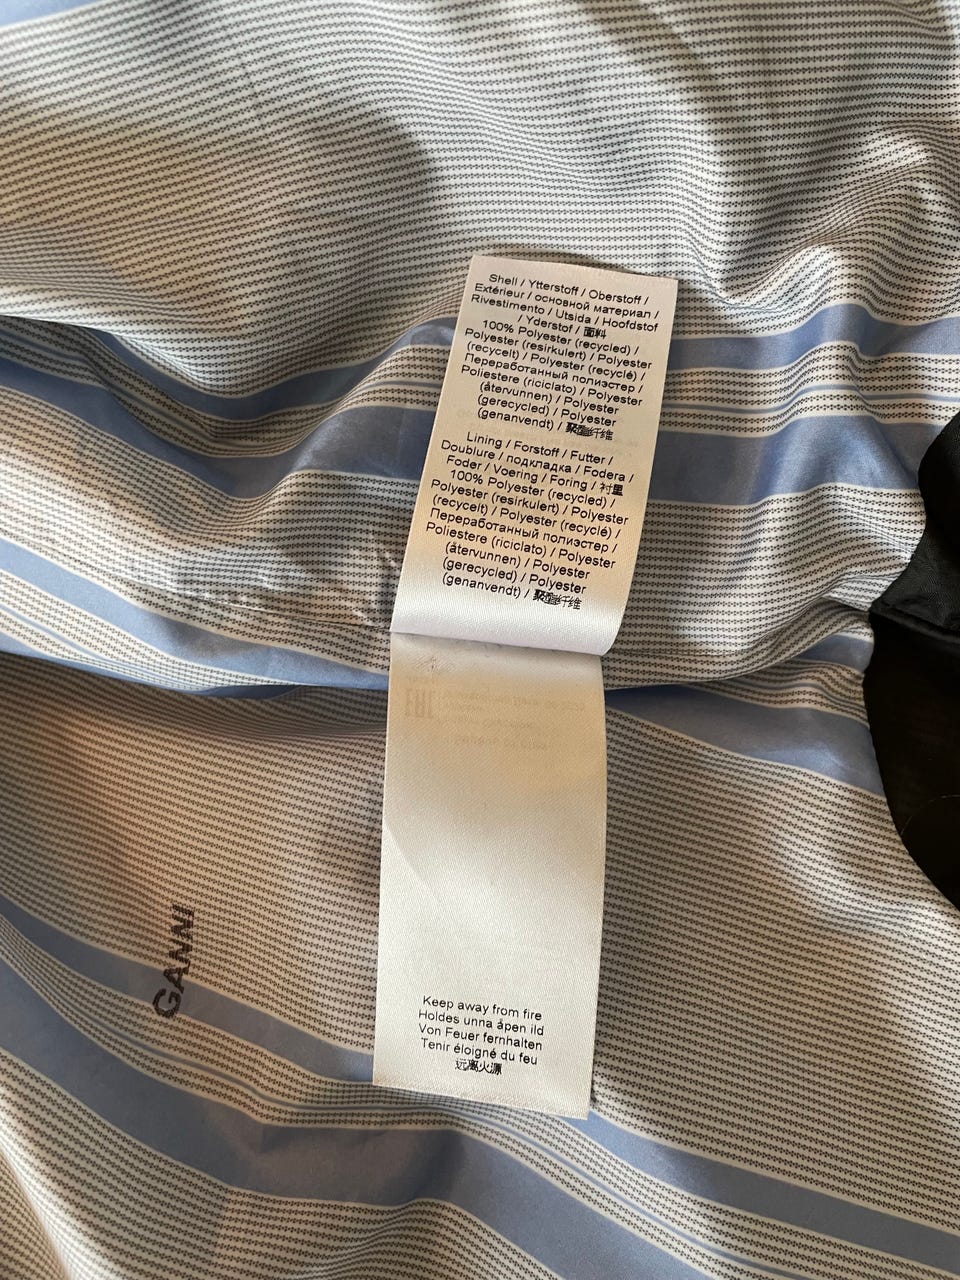 Shell / Ytterstoff / Oberstoff /
Extérieur / основной материал /
Rivestimento / Utsida / Hoofdstof
/ Yderstof / 面料
100% Polyester (recycled) /
Polyester (resirkulert) / Polyester
(recycelt) / Polyester (recyclé) /
Переработанный полиэстер /
Poliestere (riciclato) / Polyester
(återvunnen) / Polyester
(gerecycled) / Polyester
(genanvendt) / 聚酯纤维
Lining / Forstoff / Futter /
Doublure / подкладка / Fodera /
Foder / Voering / Foring / 衬里
100% Polyester (recycled) /
Polyester (resirkulert) / Polyester
(recycelt) / Polyester (recyclé) /
Переработанный полиэстер /
Poliestere (riciclato) / Polyester
(återvunnen) / Polyester
(gerecycled) / Polyester
(genanvendt) / 聚酯纤维
GANNI
Keep away from fire
Holdes unna åpen ild
Von Feuer fernhalten
Tenir éloigné du feu
远离火源